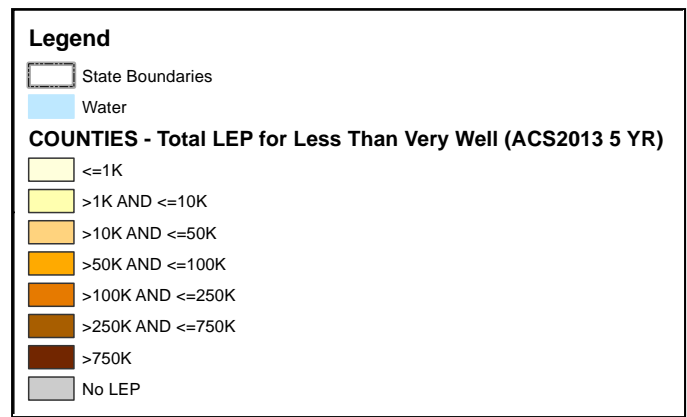 Legend
State Boundaries
Water
COUNTIES - Total LEP for Less Than Very Well (ACS2013 5 YR)
<=1K
>1K AND <=10K
>10K AND <=50K
>50K AND <=100K
>100K AND <=250K
>250K AND <=750K
>750K
No LEP